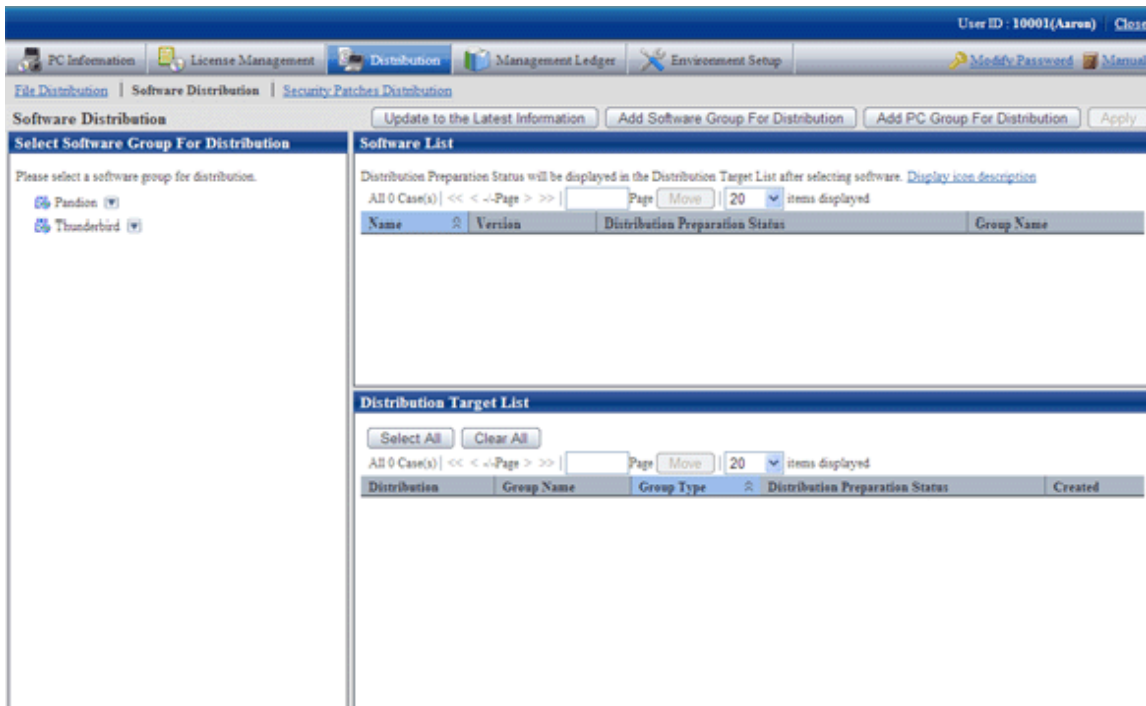 User ID : 10001(Aaron) Close
PC Information License Management Distribution Management Ledger Environment Setup Modify Password Manual
File Distribution | Software Distribution | Security Patches Distribution
Software Distribution Update to the Latest Information Add Software Group For Distribution Add PC Group For Distribution Apply
Select Software Group For Distribution
Please select a software group for distribution.
Pandion
Thunderbird
Software List
Distribution Preparation Status will be displayed in the Distribution Target List after selecting software. Display icon description
All 0 Case(s) | << < -/-Page > >> | Page Move | 20 items displayed
Name Version Distribution Preparation Status Group Name
Distribution Target List
Select All Clear All
All 0 Case(s) | << < -/-Page > >> | Page Move | 20 items displayed
Distribution Group Name Group Type Distribution Preparation Status Created